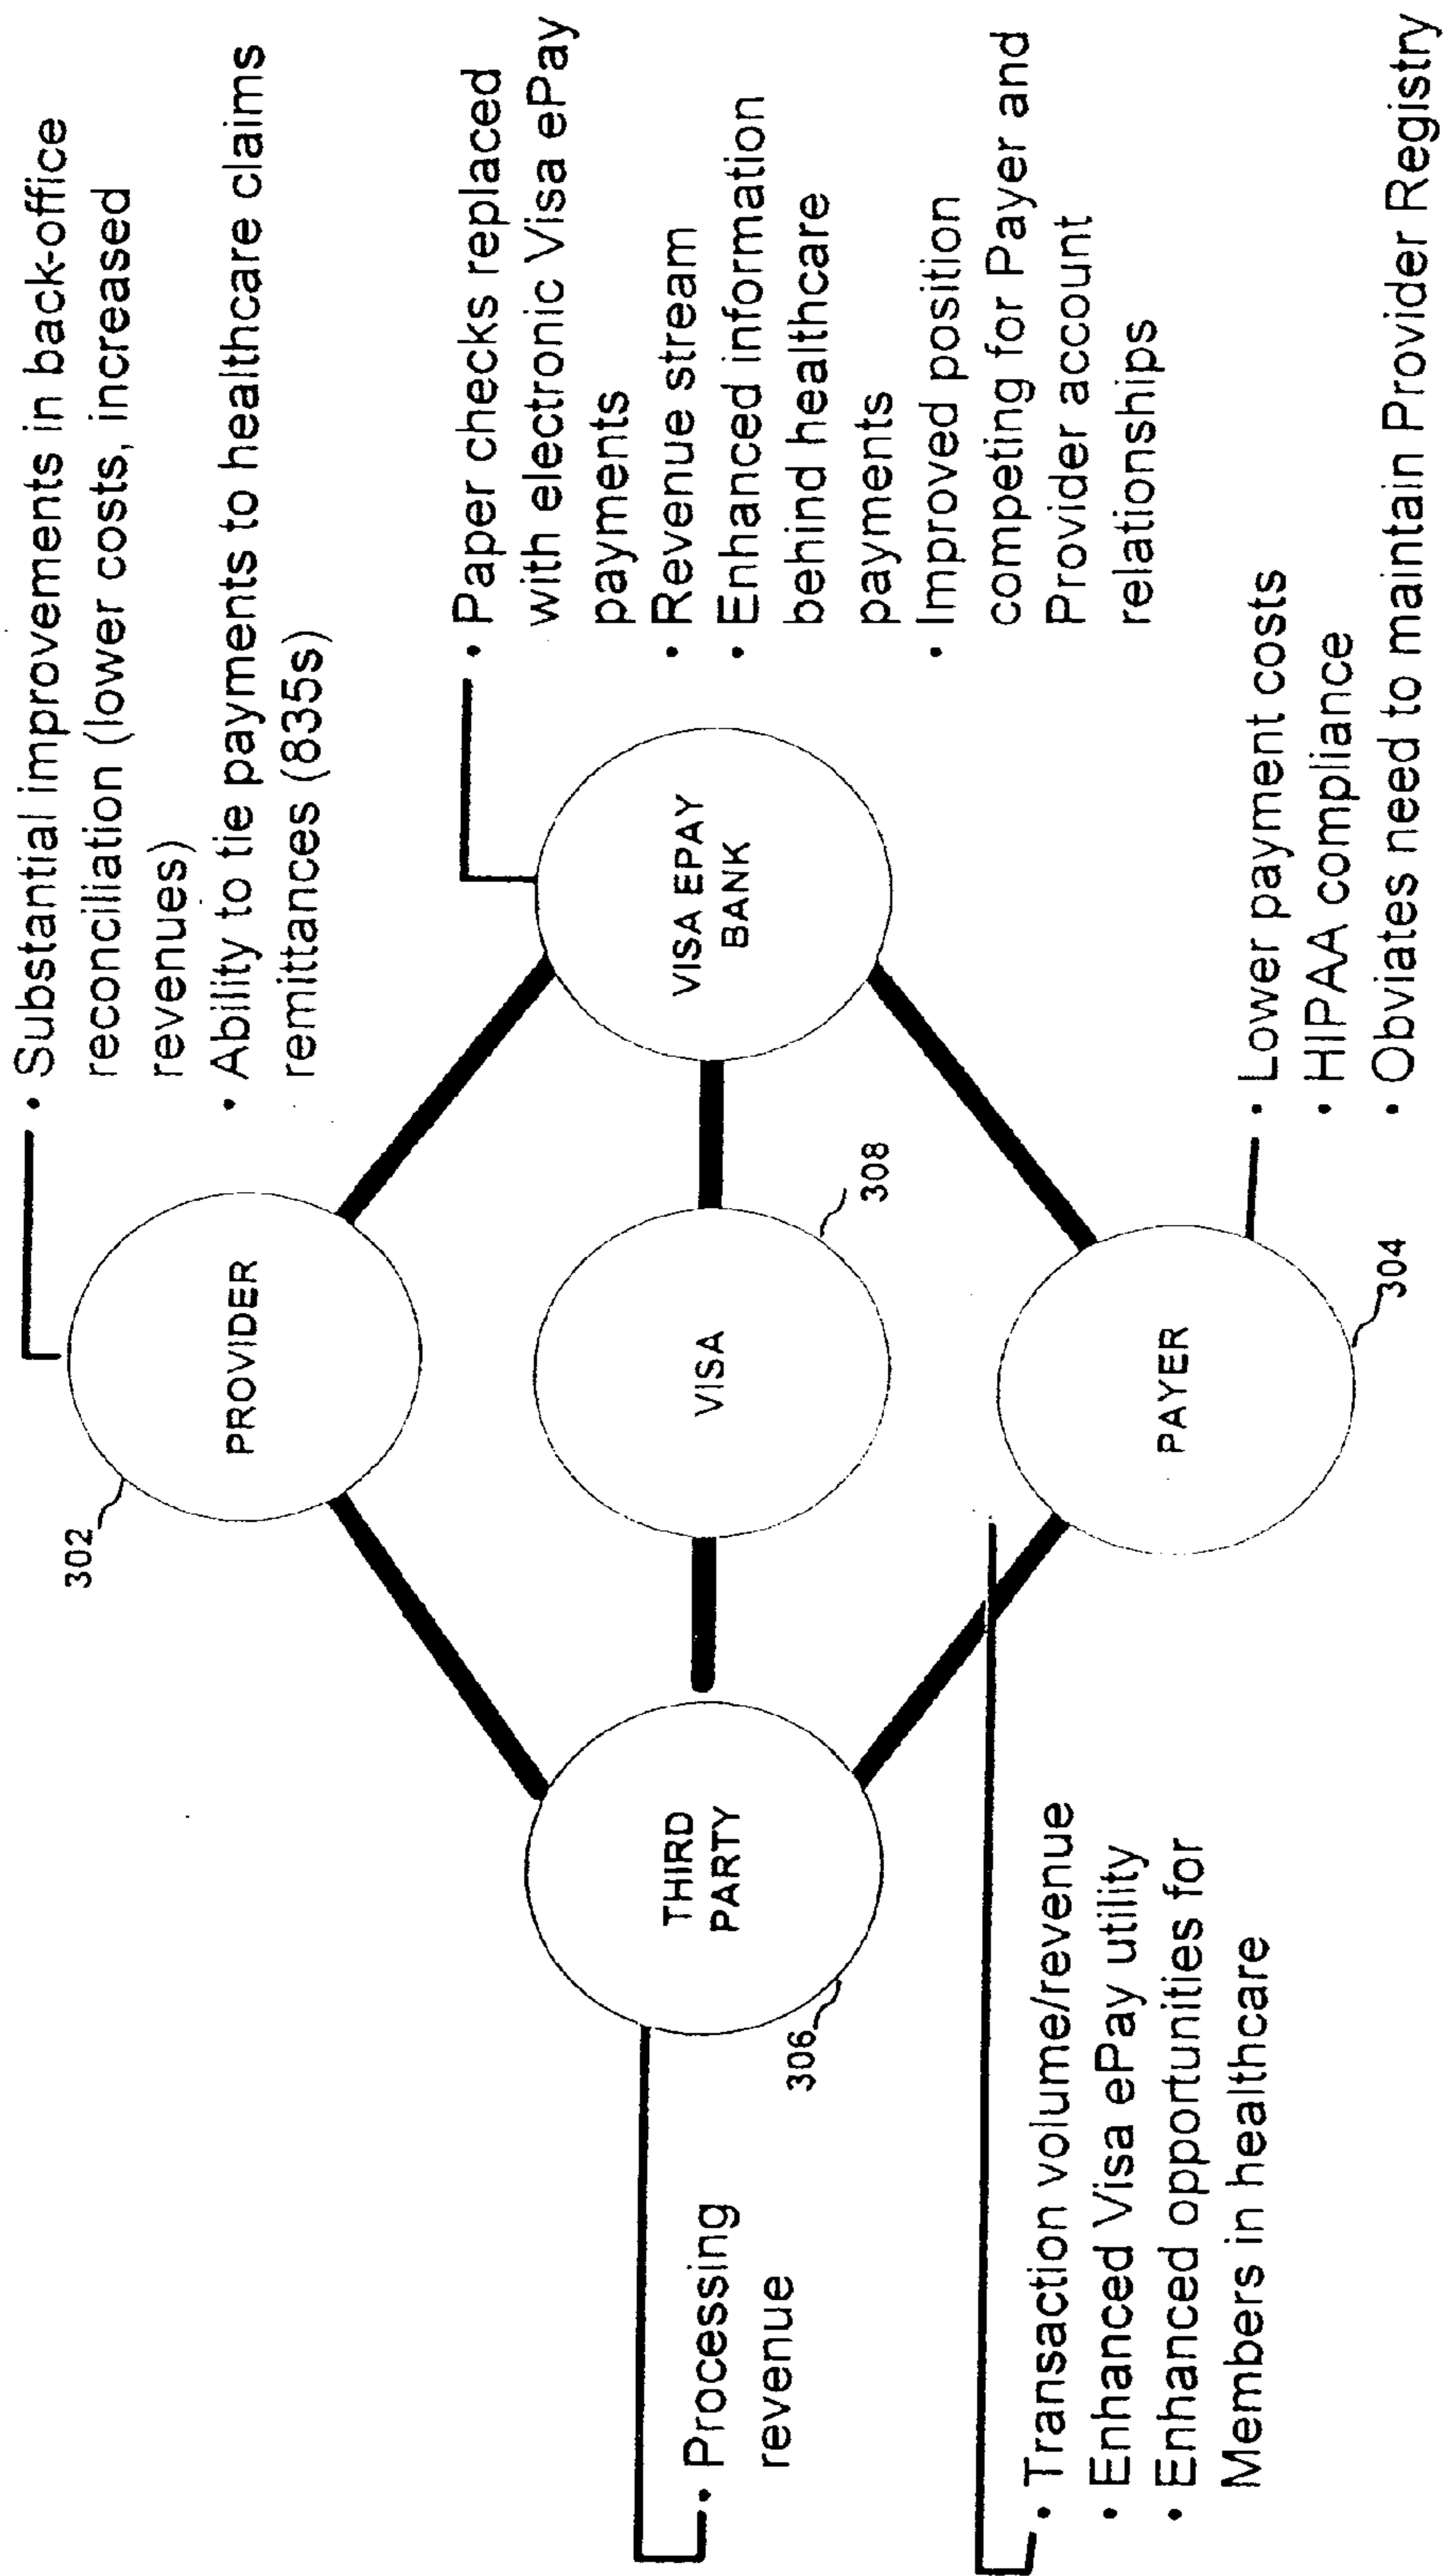 • Substantial improvements in back-office
reconciliation (lower costs, increased
revenues)
• Ability to tie payments to healthcare claims
remittances (835s)
302
PROVIDER
• Paper checks replaced
with electronic Visa ePay
payments
• Revenue stream
• Enhanced information
behind healthcare
payments
• Improved position
competing for Payer and
Provider account
relationships
THIRD
PARTY
306
VISA
308
VISA EPAY
BANK
• Processing
revenue
PAYER
304
• Transaction volume/revenue
• Enhanced Visa ePay utility
• Enhanced opportunities for
Members in healthcare
• Lower payment costs
• HIPAA compliance
• Obviates need to maintain Provider Registry